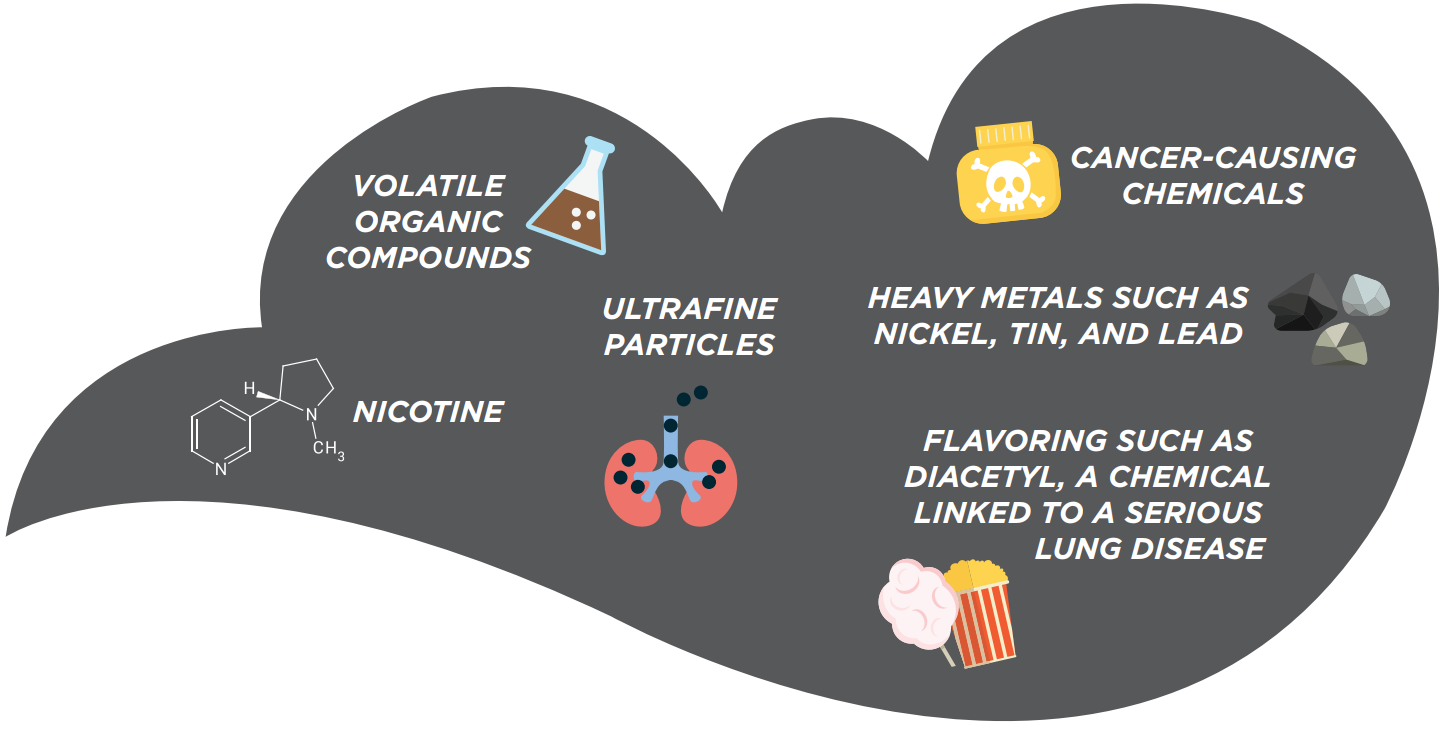 VOLATILE
ORGANIC
COMPOUNDS
CANCER-CAUSING
CHEMICALS
ULTRAFINE
PARTICLES
HEAVY METALS SUCH AS
NICKEL, TIN, AND LEAD
H
N
CH3
N
NICOTINE
FLAVORING SUCH AS
DIACETYL, A CHEMICAL
LINKED TO A SERIOUS
LUNG DISEASE